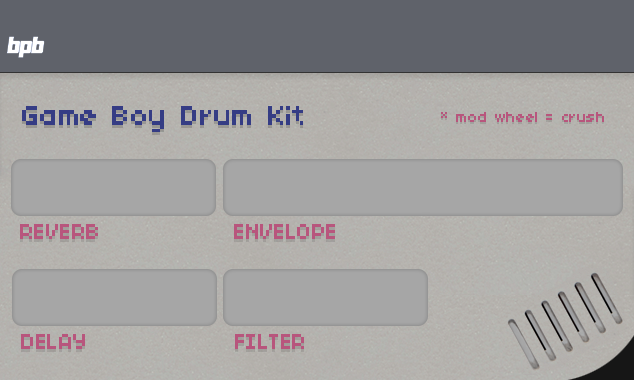 bpb
Game Boy Drum Kit
* mod wheel = crush
REVERB
ENVELOPE
DELAY
FILTER